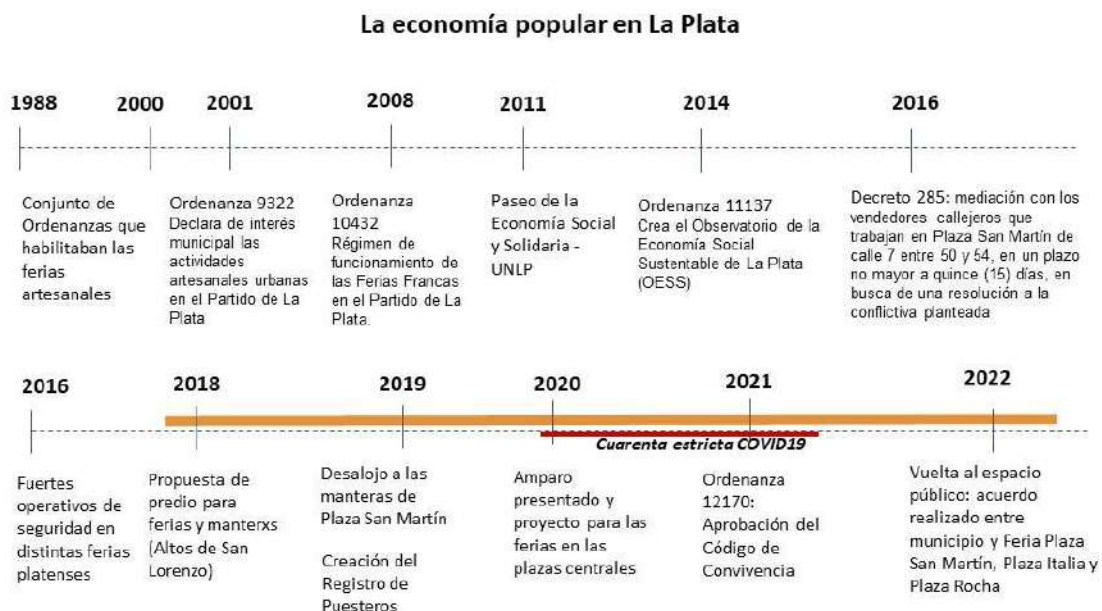 La economía popular en La Plata
1988
2000
2001
2008
2011
2014
2016
Conjunto de
Ordenanzas que
habilitaban las
ferias
artesanales
Ordenanza 9322
Declara de interés
municipal las
actividades
artesanales urbanas
en el Partido de La
Plata
Ordenanza
10432
Régimen de
funcionamiento de
las Ferias Francas
en el Partido de La
Plata.
Paseo de la
Economía Social
y Solidaria -
UNLP
Ordenanza 11137
Crea el Observatorio de la
Economía Social
Sustentable de La Plata
(OESS)
Decreto 285: mediación con los
vendedores callejeros que
trabajan en Plaza San Martín de
calle 7 entre 50 y 54, en un plazo
no mayor a quince (15) días, en
busca de una resolución a la
conflictiva planteada
2016
2018
2019
2020
2021
2022
Cuarenta estricta COVID19
Fuertes
operativos de
seguridad en
distintas ferias
platenses
Propuesta de
predio para
ferias y manterxs
(Altos de San
Lorenzo)
Desalojo a las
manteras de
Plaza San Martín
Creación del
Registro de
Puesteros
Amparo
presentado y
proyecto para las
ferias en las
plazas centrales
Ordenanza
12170:
Aprobación del
Código de
Convivencia
Vuelta al espacio
público: acuerdo
realizado entre
municipio y Feria Plaza
San Martín, Plaza Italia y
Plaza Rocha